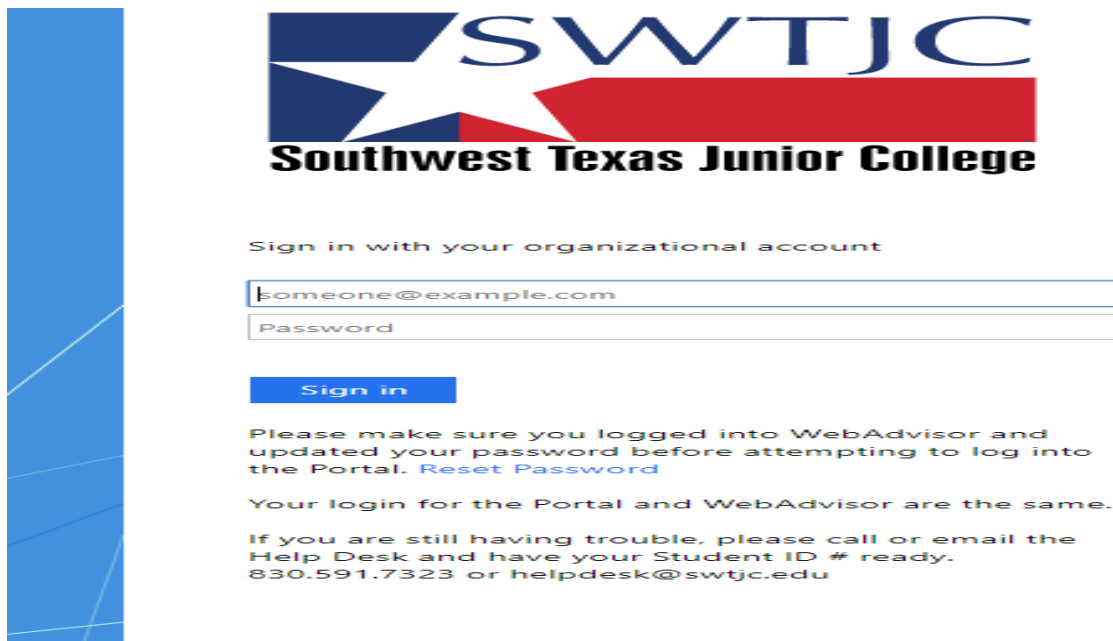 SWTJC
Southwest Texas Junior College
Sign in with your organizational account
someone@example.com
Password
Sign in
Please make sure you logged into WebAdvisor and
updated your password before attempting to log into
the Portal. Reset Password
Your login for the Portal and WebAdvisor are the same.
If you are still having trouble, please call or email the
Help Desk and have your Student ID # ready.
830.591.7323 or helpdesk@swtjc.edu